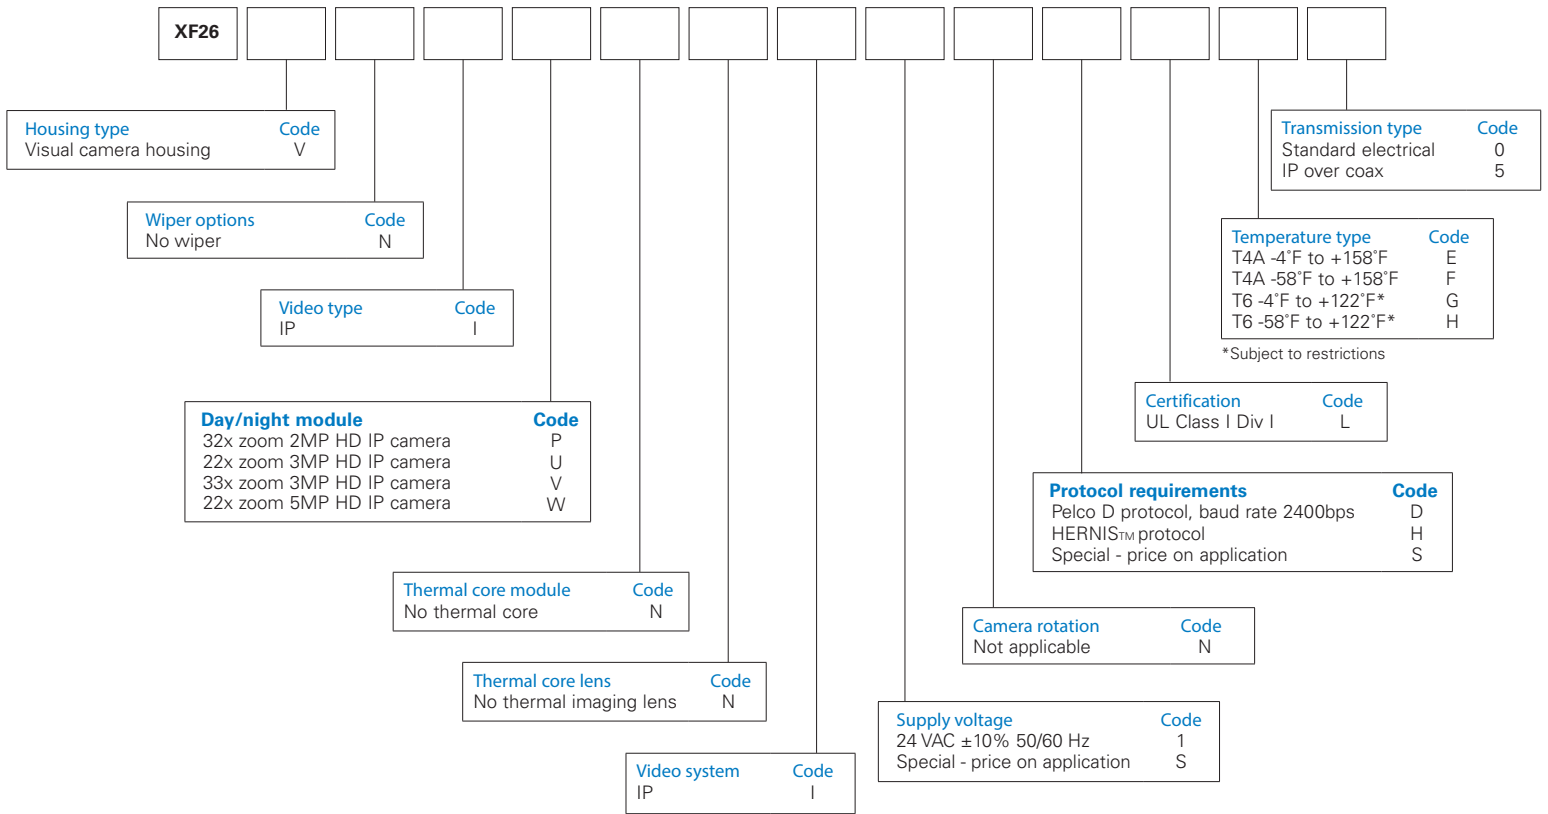 XF26
Housing type Code
Visual camera housing V
Transmission type Code
Standard electrical 0
IP over coax 5
Wiper options Code
No wiper N
Temperature type Code
T4A -4˚F to +158˚F E
T4A -58˚F to +158˚F F
T6 -4˚F to +122˚F* G
T6 -58˚F to +122˚F* H
*Subject to restrictions
Video type Code
IP I
Certification Code
UL Class I Div I L
Day/night module Code
32x zoom 2MP HD IP camera P
22x zoom 3MP HD IP camera U
33x zoom 3MP HD IP camera V
22x zoom 5MP HD IP camera W
Protocol requirements Code
Pelco D protocol, baud rate 2400bps D
HERNIS™ protocol H
Special - price on application S
Thermal core module Code
No thermal core N
Camera rotation Code
Not applicable N
Thermal core lens Code
No thermal imaging lens N
Supply voltage Code
24 VAC ±10% 50/60 Hz 1
Special - price on application S
Video system Code
IP I